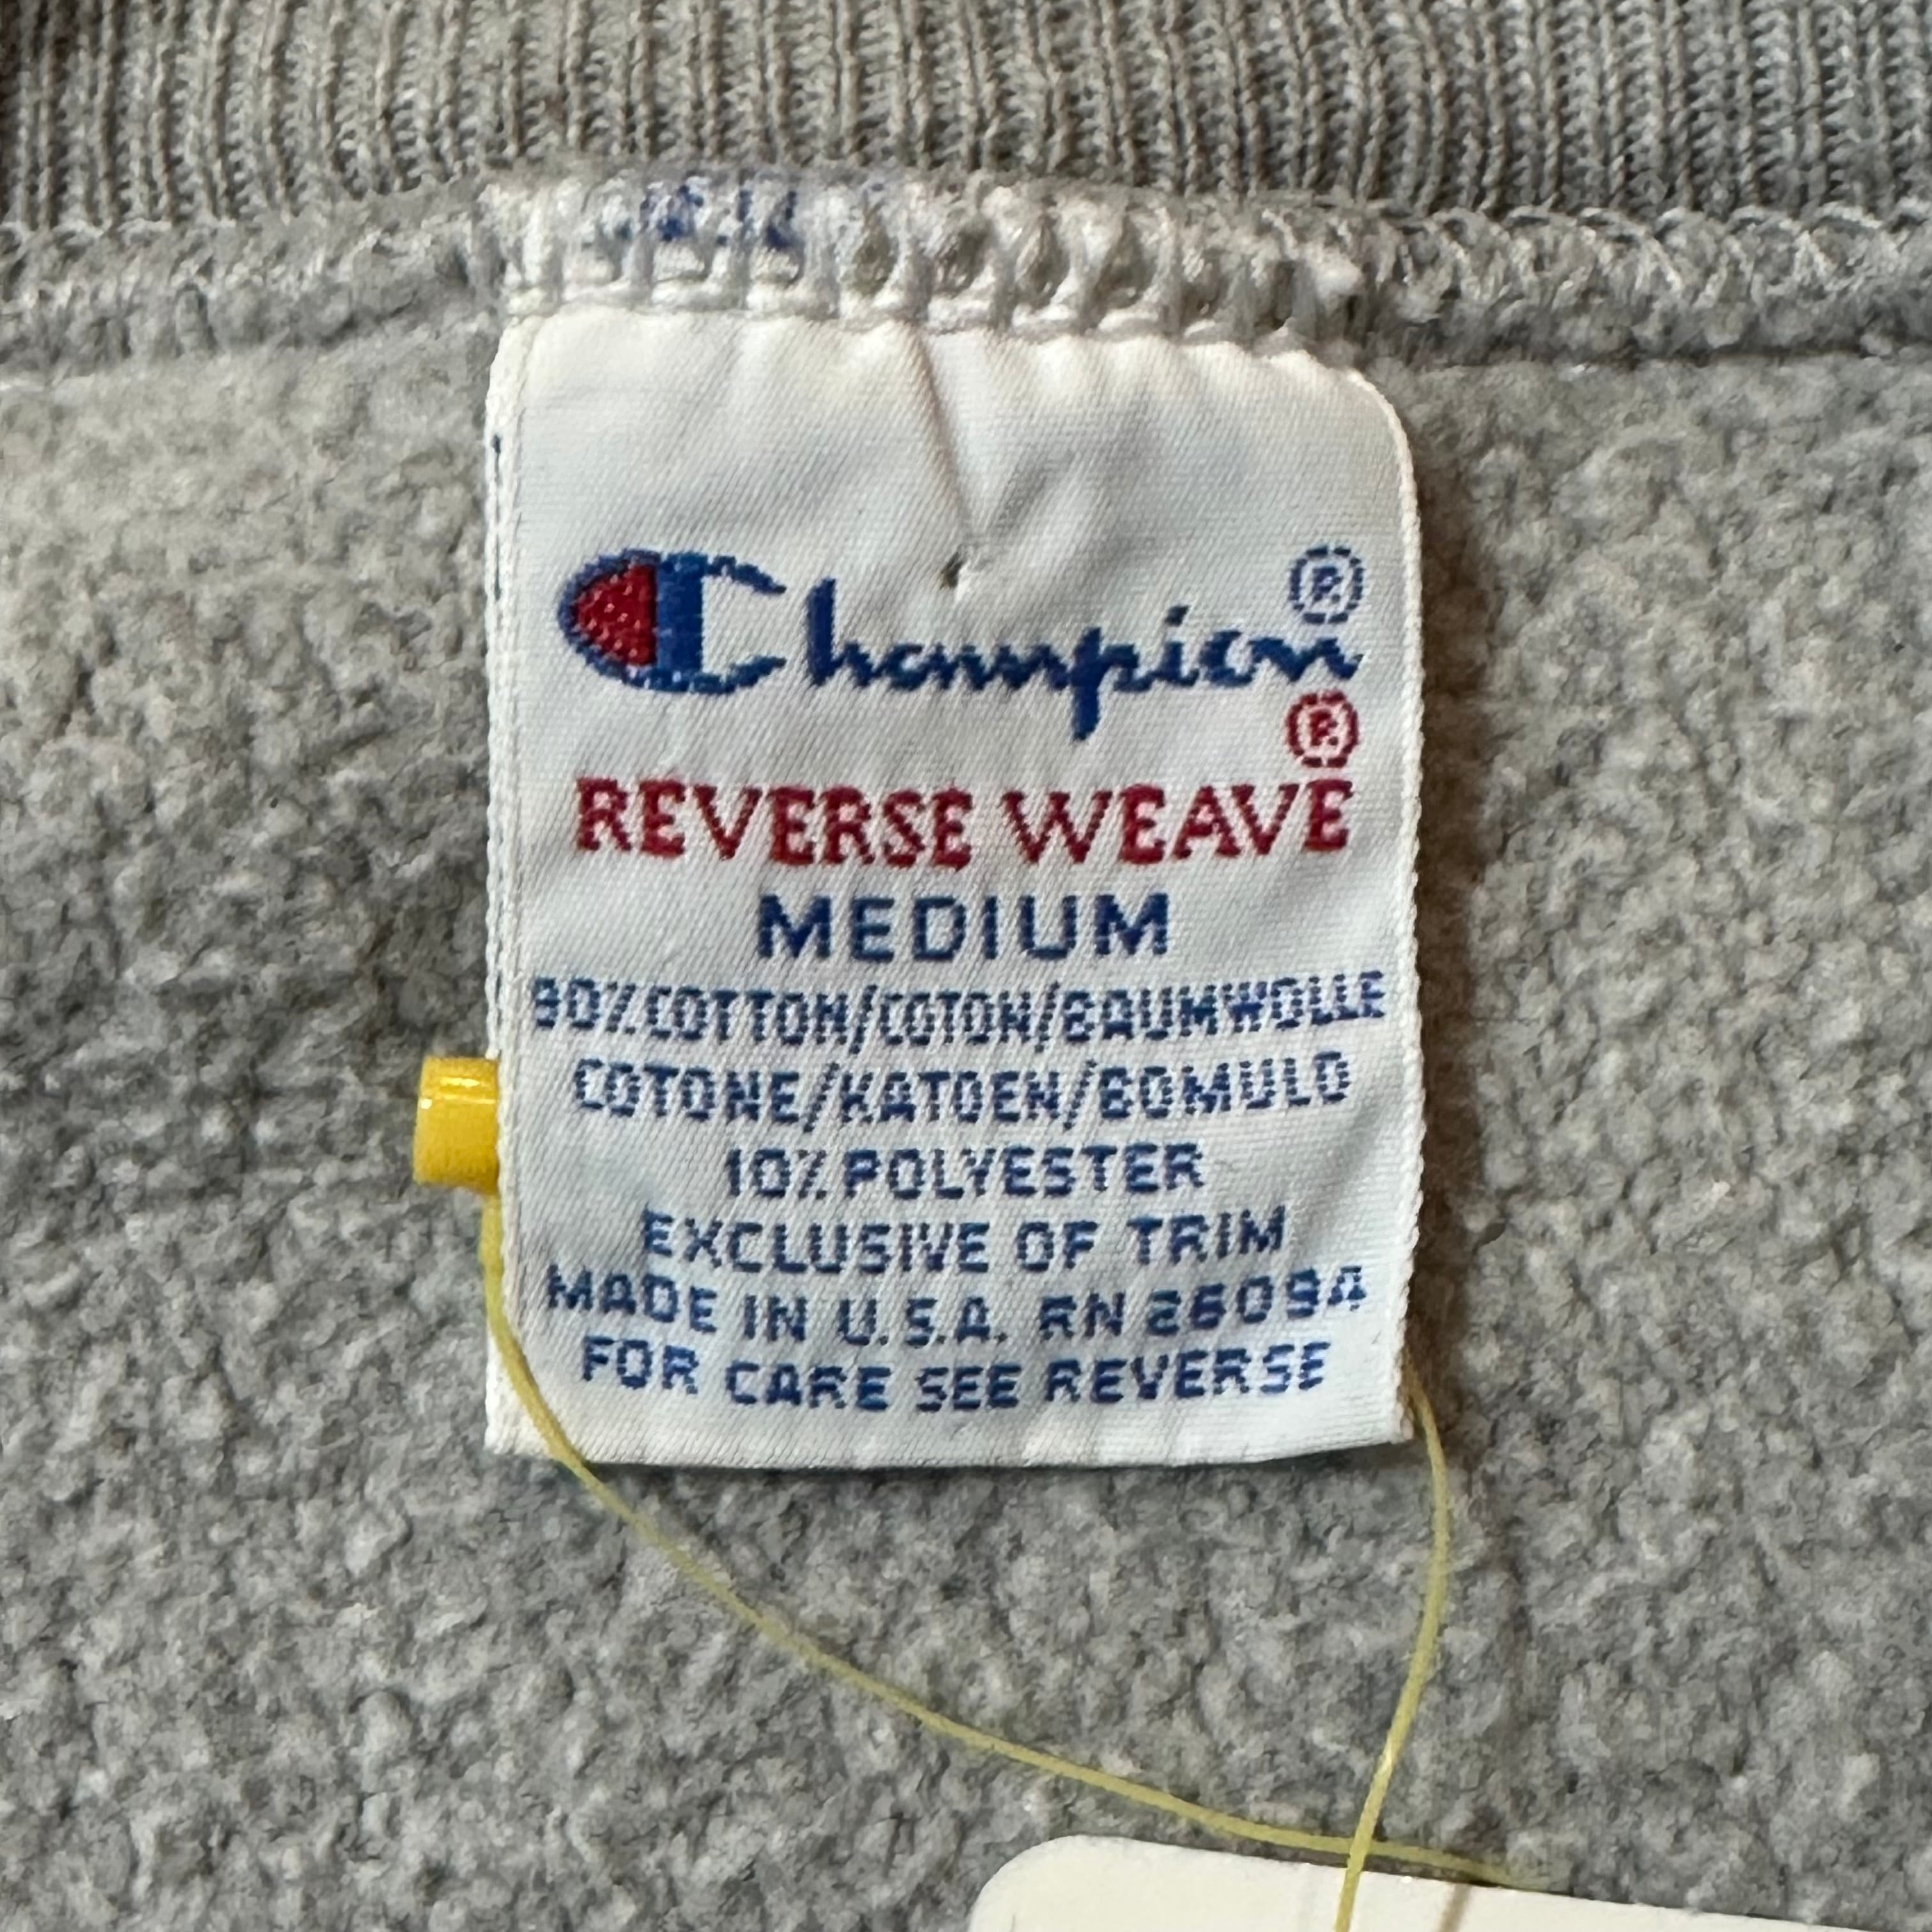 Champion®
®
REVERSE WEAVE
MEDIUM
90% COTTON/COTON/BAUMWOLLE
COTONE/KATOEN/BOMULD
10% POLYESTER
EXCLUSIVE OF TRIM
MADE IN U.S.A. RN 26094
FOR CARE SEE REVERSE